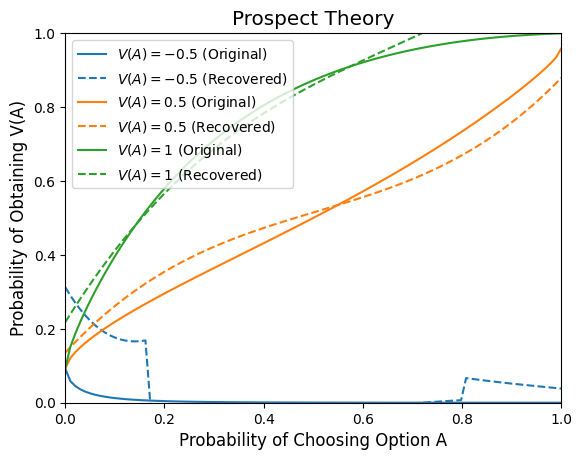 Prospect Theory
V(A) = −0.5 (Original)
V(A) = −0.5 (Recovered)
V(A) = 0.5 (Original)
V(A) = 0.5 (Recovered)
V(A) = 1 (Original)
V(A) = 1 (Recovered)
Probability of Obtaining V(A)
1.0
0.8
0.6
0.4
0.2
0.0
0.0 0.2 0.4 0.6 0.8 1.0
Probability of Choosing Option A